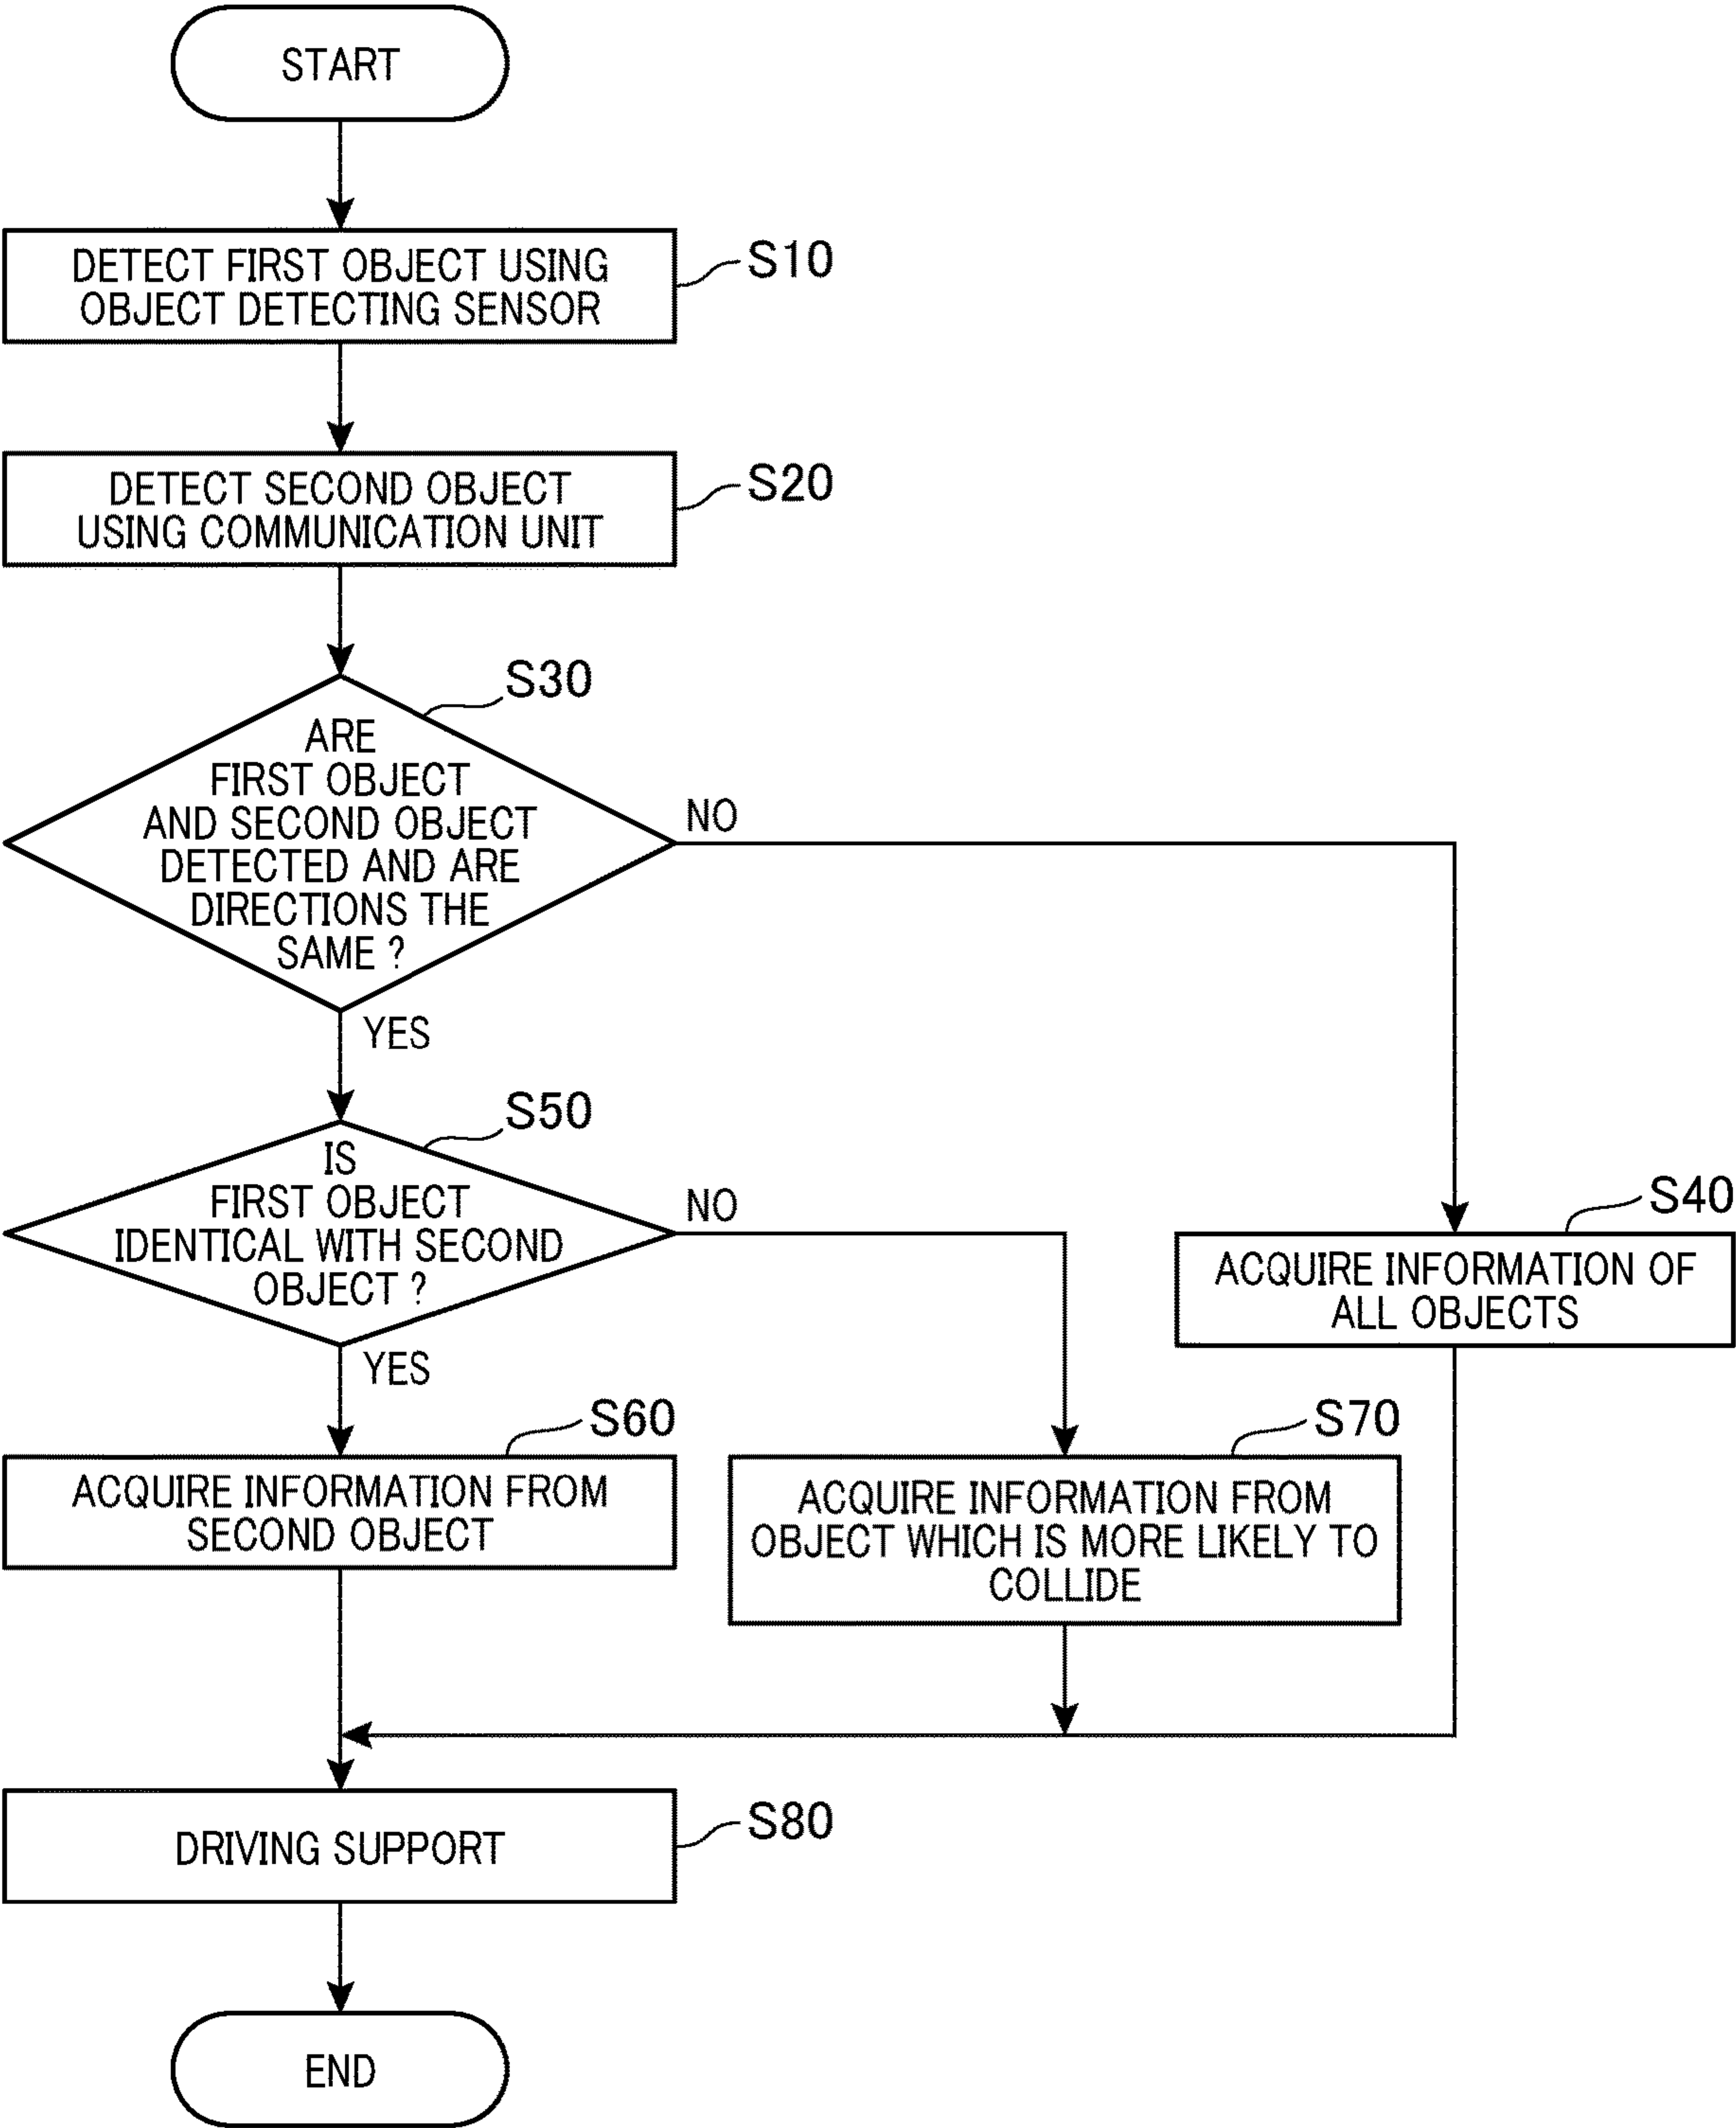 START
DETECT FIRST OBJECT USING
OBJECT DETECTING SENSOR
S10
DETECT SECOND OBJECT
USING COMMUNICATION UNIT
S20
S30
ARE
FIRST OBJECT
AND SECOND OBJECT
DETECTED AND ARE
DIRECTIONS THE
SAME ?
NO
YES
S50
IS
FIRST OBJECT
IDENTICAL WITH SECOND
OBJECT ?
NO
YES
S40
ACQUIRE INFORMATION OF
ALL OBJECTS
S60
ACQUIRE INFORMATION FROM
SECOND OBJECT
S70
ACQUIRE INFORMATION FROM
OBJECT WHICH IS MORE LIKELY TO
COLLIDE
DRIVING SUPPORT
S80
END